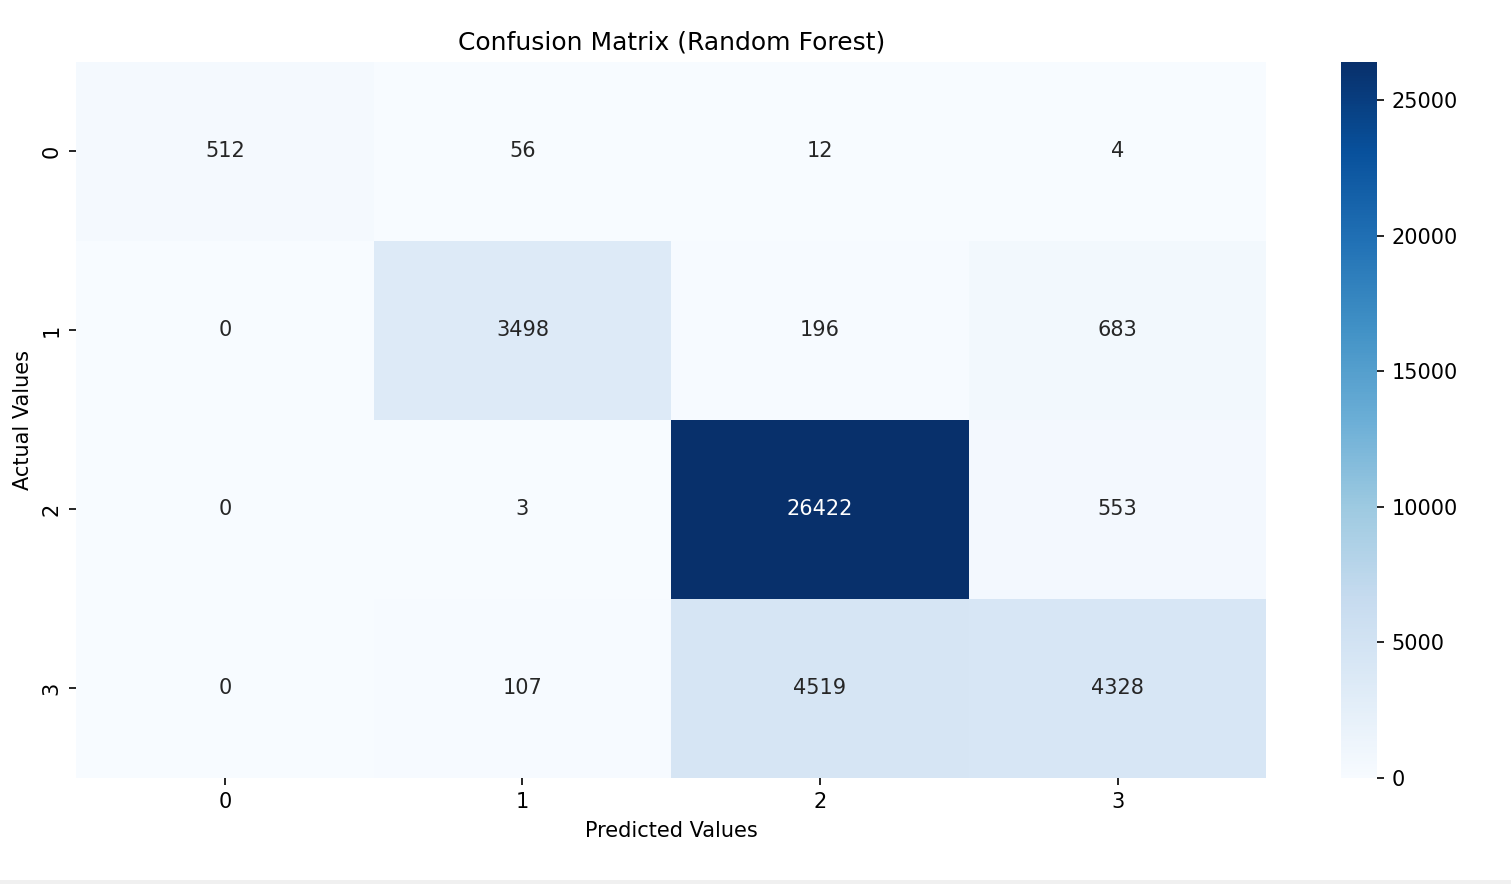 Confusion Matrix (Random Forest)
Actual Values
0
512 56 12 4
1
0 3498 196 683
2
0 3 26422 553
3
0 107 4519 4328
0 1 2 3
Predicted Values
25000
20000
15000
10000
5000
0